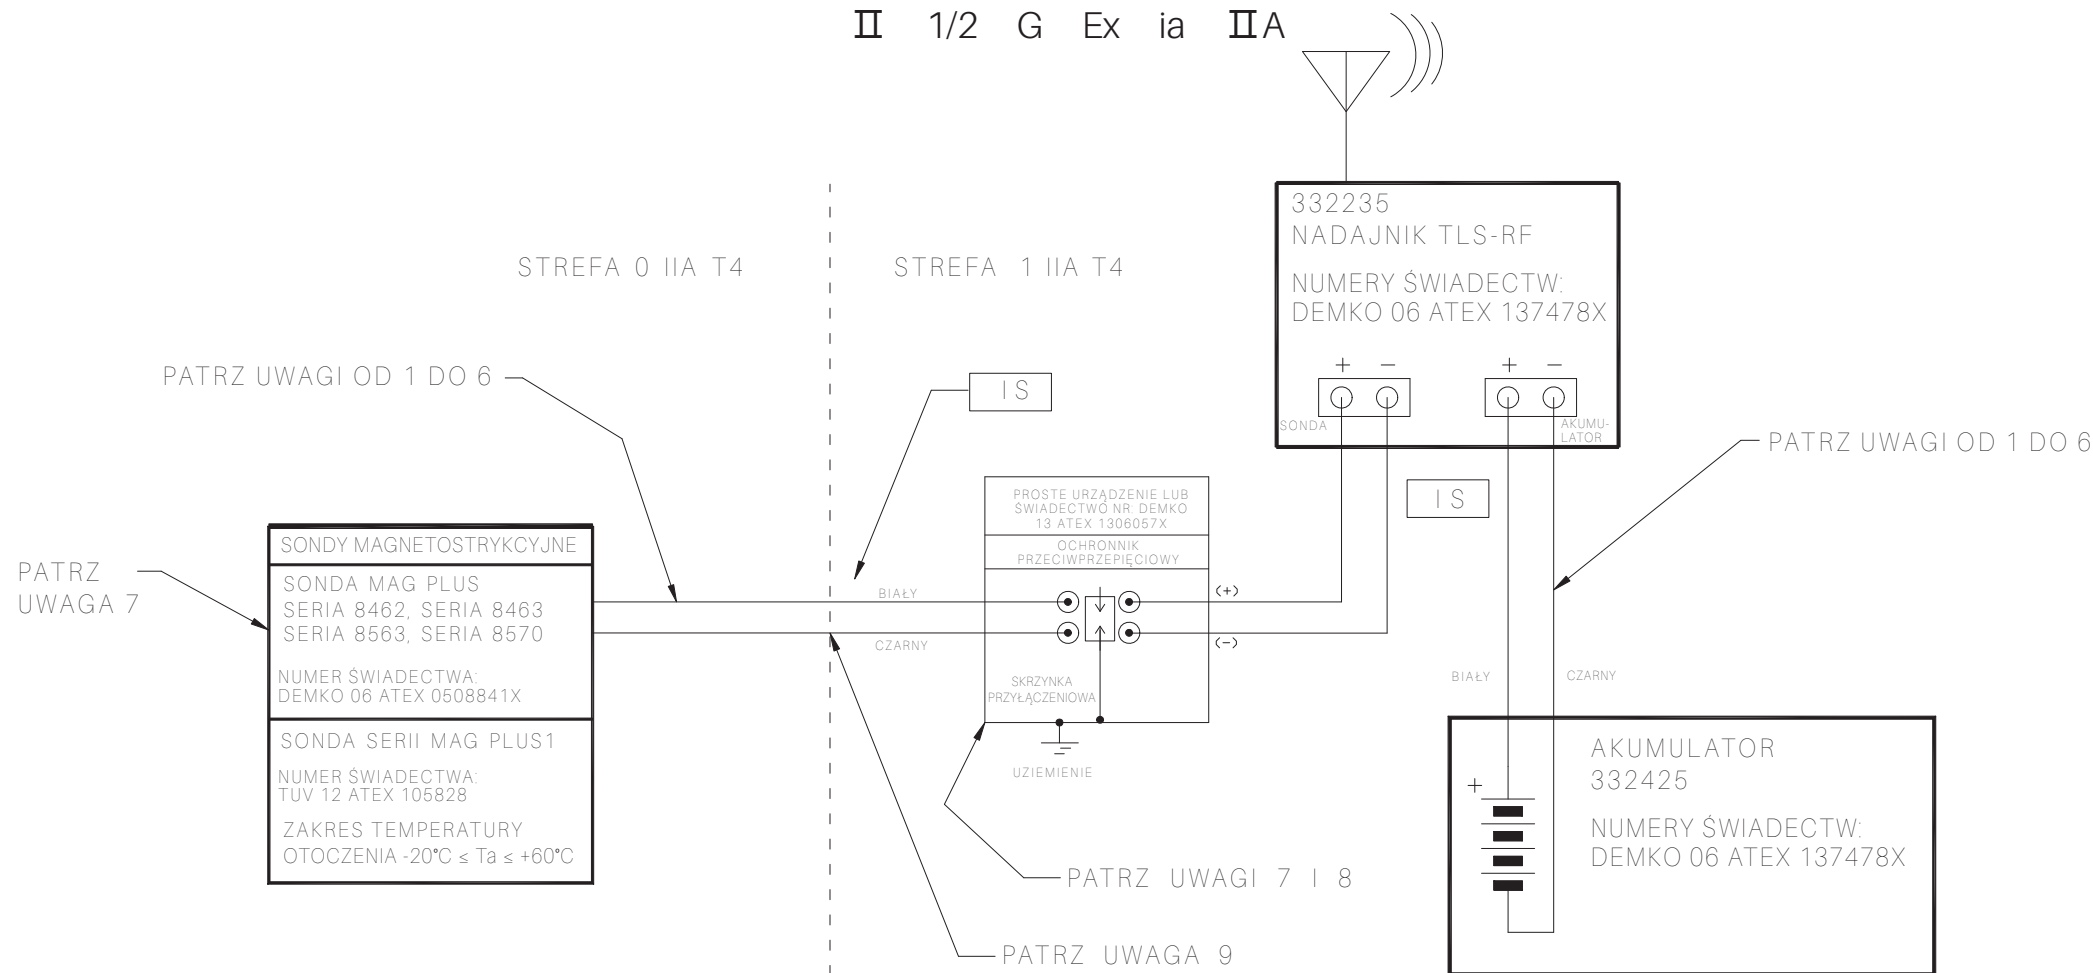 II 1/2 G Ex ia IIA
332235
NADAJNIK TLS-RF
NUMERY ŚWIADECTW:
DEMKO 06 ATEX 137478X
+ − + −
SONDA
AKUMU-
LATOR
STREFA 0 IIA T4
STREFA 1 IIA T4
PATRZ UWAGI OD 1 DO 6
IS
PATRZ UWAGI OD 1 DO 6
IS
PROSTE URZĄDZENIE LUB
ŚWIADECTWO NR: DEMKO
13 ATEX 1306057X
OCHRONNIK
PRZECIWPRZEPIĘCIOWY
BIAŁY
CZARNY
(+)
(-)
SKRZYNKA
PRZYŁĄCZENIOWA
UZIEMIENIE
PATRZ
UWAGA 7
SONDY MAGNETOSTRYKCYJNE
SONDA MAG PLUS
SERIA 8462, SERIA 8463
SERIA 8563, SERIA 8570
NUMER ŚWIADECTWA:
DEMKO 06 ATEX 0508841X
SONDA SERII MAG PLUS1
NUMER ŚWIADECTWA:
TUV 12 ATEX 105828
ZAKRES TEMPERATURY
OTOCZENIA -20°C ≤ Ta ≤ +60°C
BIAŁY
CZARNY
AKUMULATOR
332425
+
NUMERY ŚWIADECTW:
DEMKO 06 ATEX 137478X
PATRZ UWAGI 7 I 8
PATRZ UWAGA 9